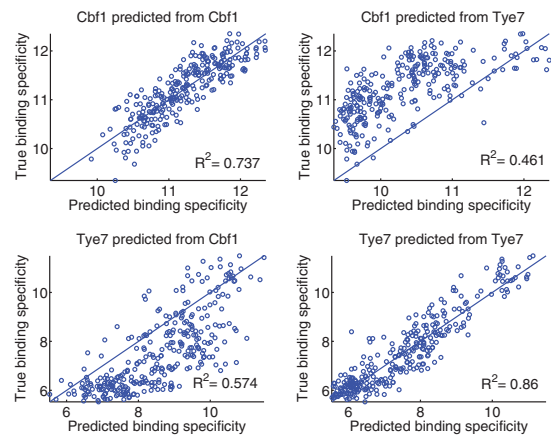 Cbf1 predicted from Cbf1
Cbf1 predicted from Tye7
True binding specificity
12
11
10
R2= 0.737
10
11
12
Predicted binding specificity
True binding specificity
12
11
10
R2= 0.461
10
11
12
Predicted binding specificity
Tye7 predicted from Cbf1
Tye7 predicted from Tye7
True binding specificity
10
8
6
R2= 0.574
6
8
10
Predicted binding specificity
True binding specificity
10
8
6
R2= 0.86
6
8
10
Predicted binding specificity